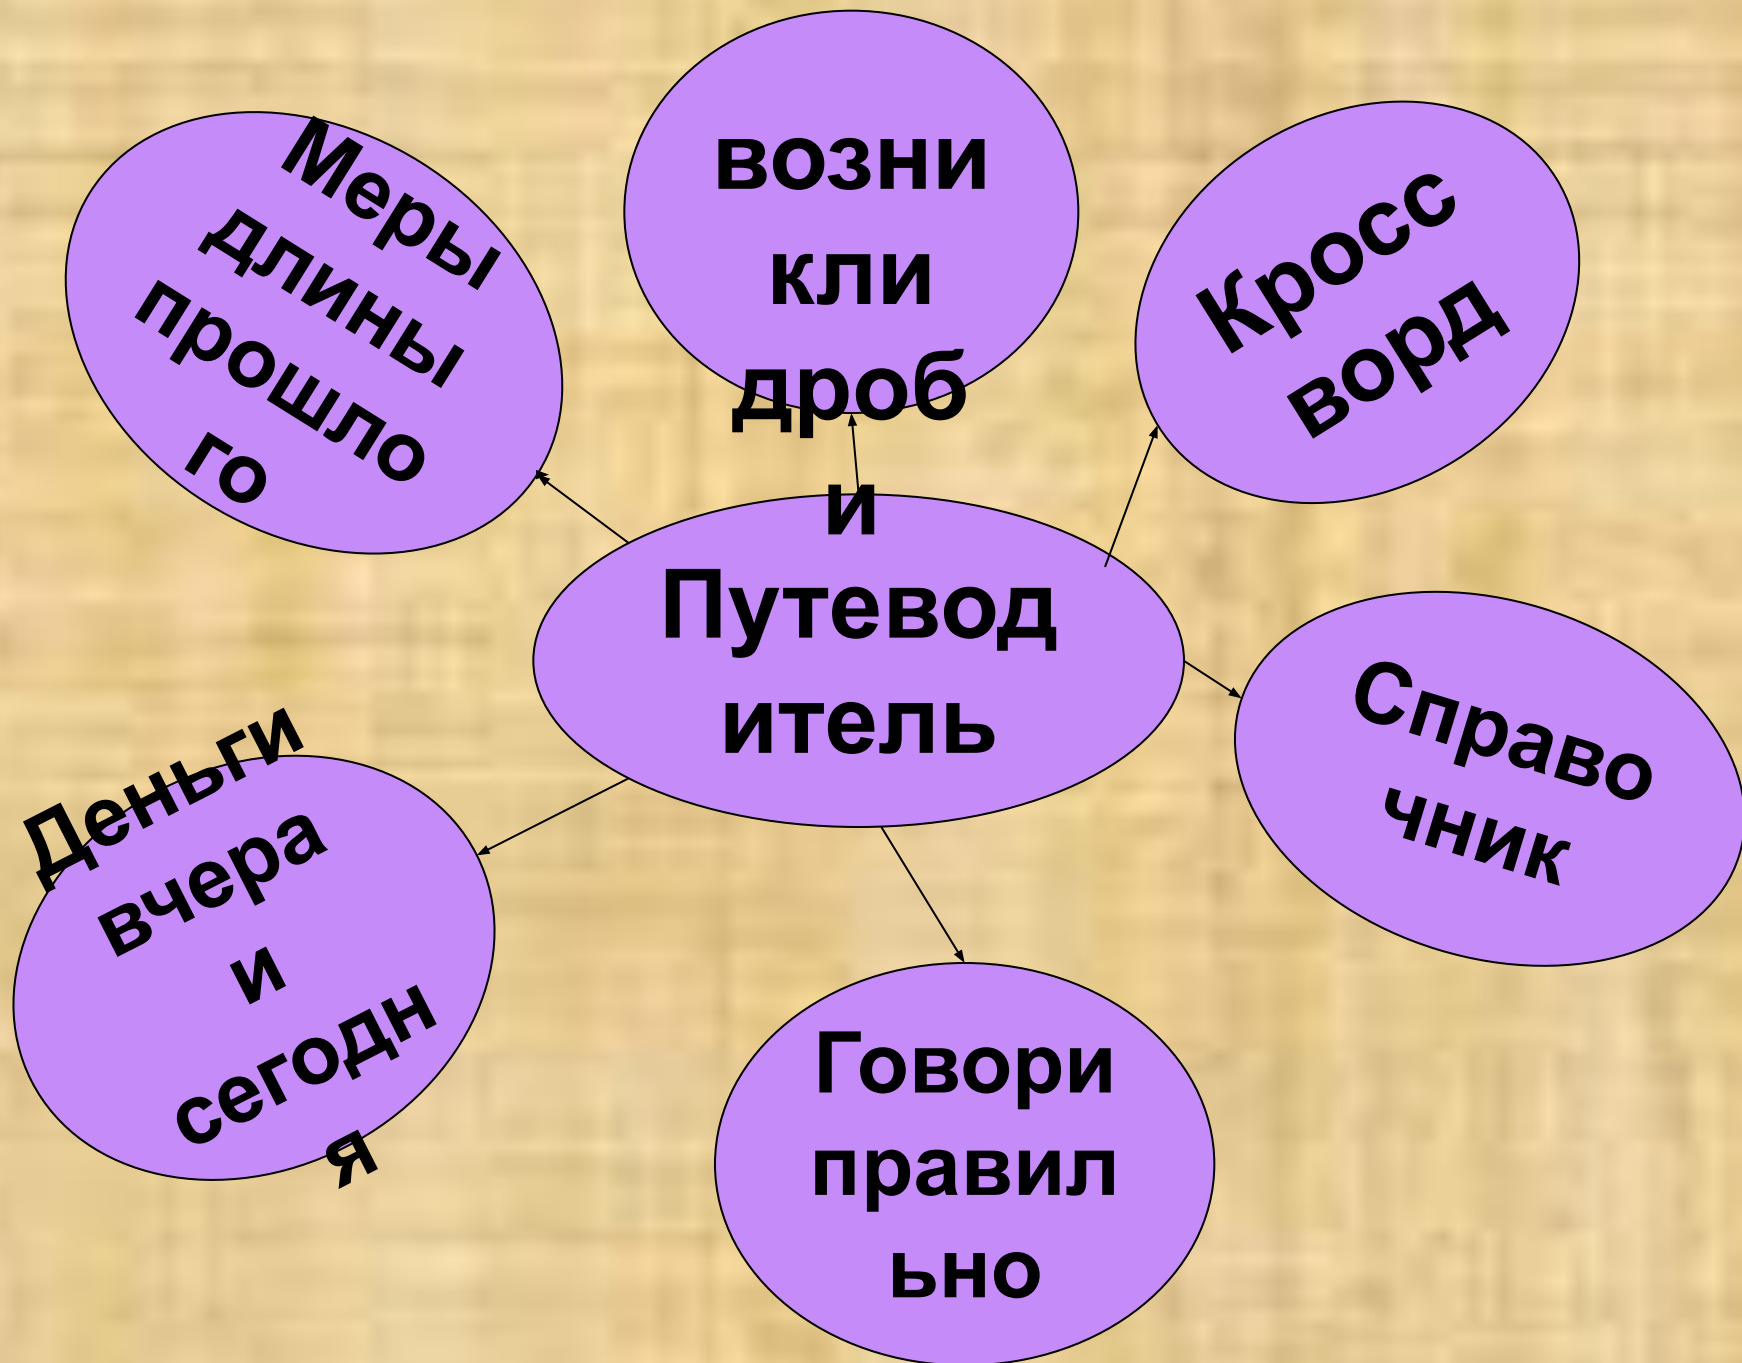 Меры
длины
прошло
го
возни
кли
дроб
и
Кросс
ворд
Путевод
итель
Справо
чник
Деньги
вчера
и
сегодн
я
Говори
правил
ьно